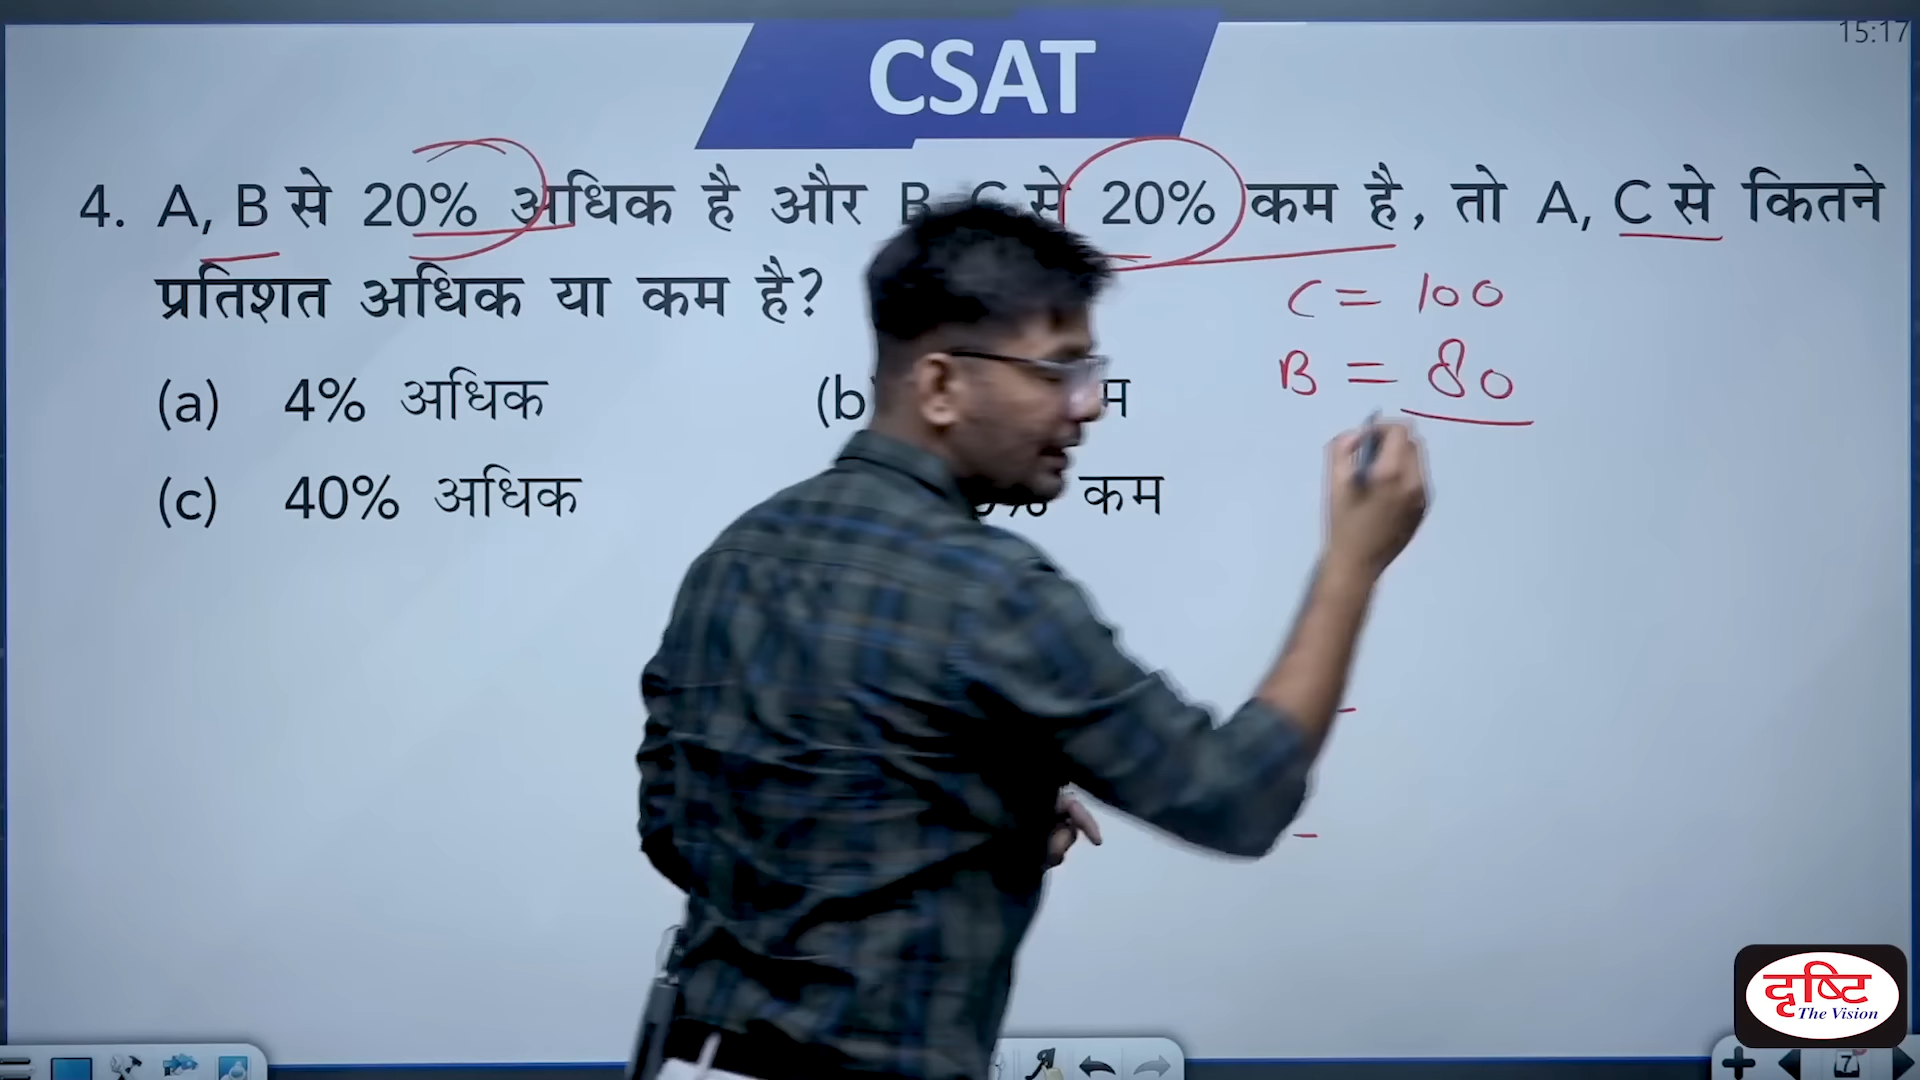 15:17
CSAT
4. A, B से 20% अधिक है और B, C से 20% कम है, तो A, C से कितने
प्रतिशत अधिक या कम है?
C = 100
B = 80
(a) 4% अधिक (b)
(c) 40% अधिक कम
दृष्टि
The Vision
7